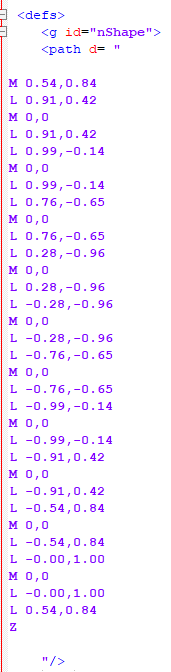 <defs>
<g id="nShape">
<path d= "
M 0.54,0.84
L 0.91,0.42
M 0,0
L 0.91,0.42
L 0.99,-0.14
M 0,0
L 0.99,-0.14
L 0.76,-0.65
M 0,0
L 0.76,-0.65
L 0.28,-0.96
M 0,0
L 0.28,-0.96
L -0.28,-0.96
M 0,0
L -0.28,-0.96
L -0.76,-0.65
M 0,0
L -0.76,-0.65
L -0.99,-0.14
M 0,0
L -0.99,-0.14
L -0.91,0.42
M 0,0
L -0.91,0.42
L -0.54,0.84
M 0,0
L -0.54,0.84
L -0.00,1.00
M 0,0
L -0.00,1.00
L 0.54,0.84
Z
"/>